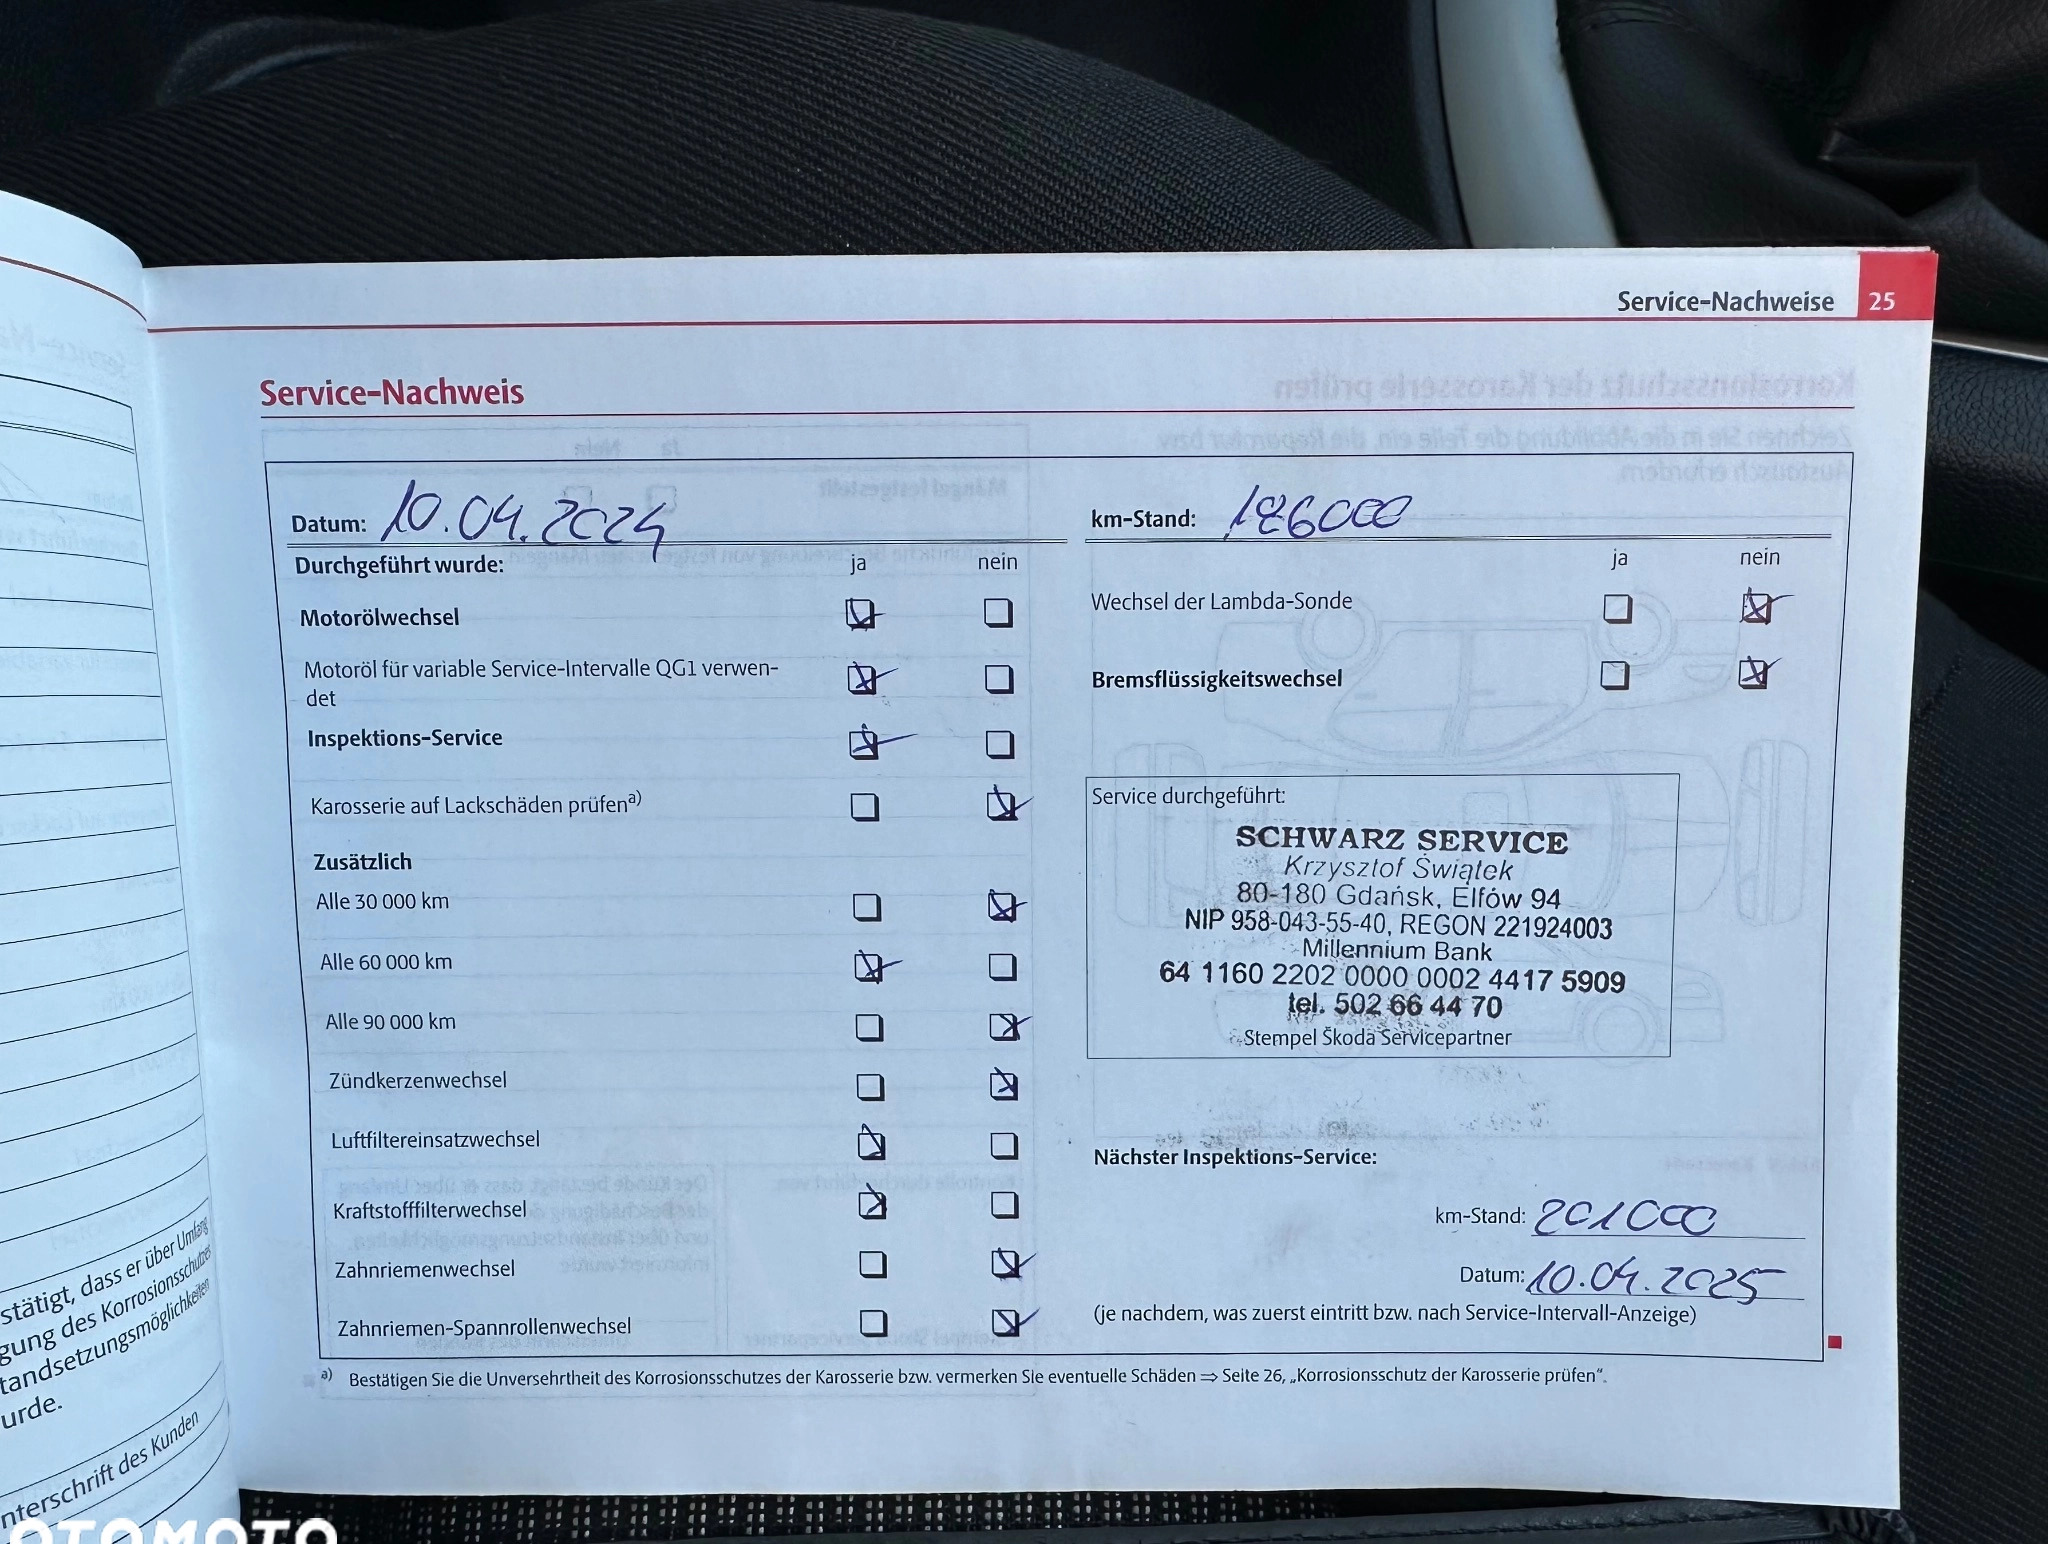 Service-Nachweise 25
Service-Nachweis
Datum: 10.04.2024
km-Stand: 186000
Durchgeführt wurde: ja nein
ja nein
Motorölwechsel
Wechsel der Lambda-Sonde
Motoröl für variable Service-Intervalle QG1 verwen-
det
Bremsflüssigkeitswechsel
Inspektions-Service
Karosserie auf Lackschäden prüfen a)
Zusätzlich
Alle 30 000 km
Alle 60 000 km
Alle 90 000 km
Zündkerzenwechsel
Luftfiltereinsatzwechsel
Kraftstofffilterwechsel
Zahnriemenwechsel
Zahnriemen-Spannrollenwechsel
Service durchgeführt:
SCHWARZ SERVICE
Krzysztof Świątek
80-180 Gdańsk, Elfów 94
NIP 958-043-55-40, REGON 221924003
Millennium Bank
64 1160 2202 0000 0002 4417 5909
tel. 502 66 44 70
Stempel Škoda Servicepartner
Nächster Inspektions-Service:
km-Stand: 201000
Datum: 10.04.2025
(je nachdem, was zuerst eintritt bzw. nach Service-Intervall-Anzeige)
a) Bestätigen Sie die Unversehrtheit des Korrosionsschutzes der Karosserie bzw. vermerken Sie eventuelle Schäden ⇒ Seite 26, „Korrosionsschutz der Karosserie prüfen“.
stätigt, dass er über Umfang
gung des Korrosionsschutzes
tandsetzungsmöglichkeiten
urde.
nterschrift des Kunden
OTOMOTO